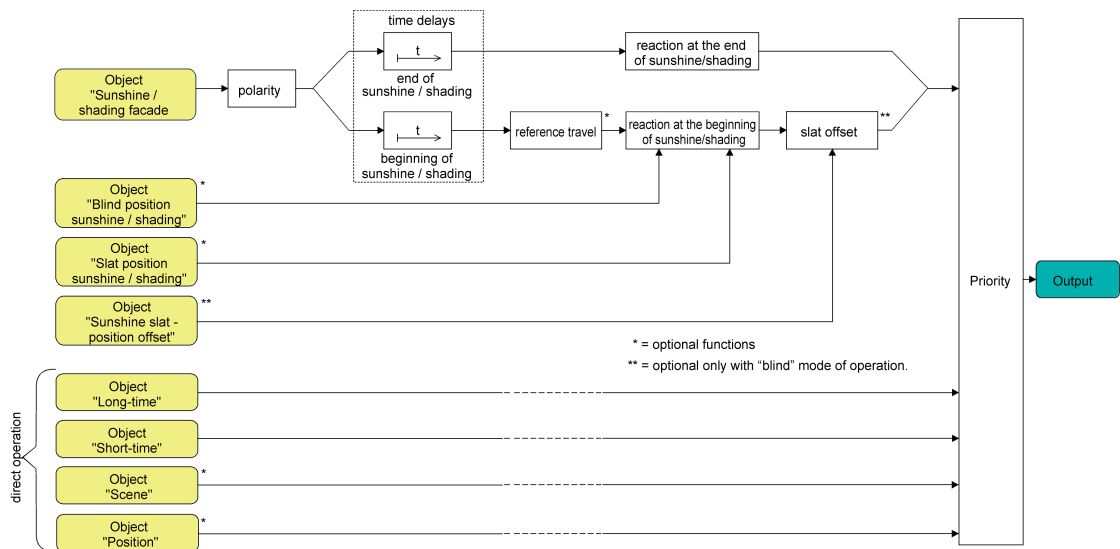 time delays
t
end of
sunshine / shading
reaction at the end
of sunshine/shading
Object
"Sunshine /
shading facade
polarity
t
beginning of
sunshine / shading
reference travel
*
reaction at the beginning
of sunshine/shading
slat offset
**
Object
"Blind position
sunshine / shading"
*
Object
"Slat position
sunshine / shading"
*
Object
"Sunshine slat -
position offset"
**
* = optional functions
** = optional only with “blind” mode of operation.
Priority
Output
direct operation
Object
"Long-time"
Object
"Short-time"
Object
"Scene"
*
Object
"Position"
*